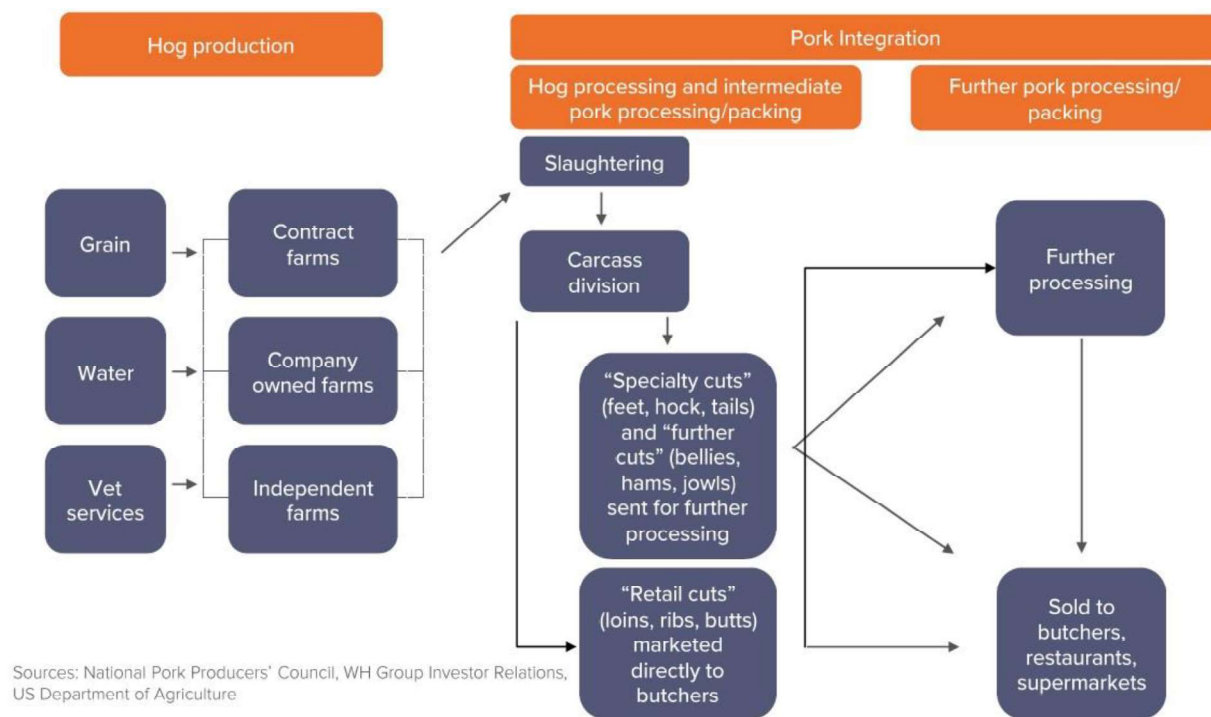 Hog production
Pork Integration
Hog processing and intermediate
pork processing/packing
Further pork processing/
packing
Grain
Water
Vet
services
Contract
farms
Company
owned farms
Independent
farms
Slaughtering
Carcass
division
“Specialty cuts”
(feet, hock, tails)
and “further
cuts” (bellies,
hams, jowls)
sent for further
processing
“Retail cuts”
(loins, ribs, butts)
marketed
directly to
butchers
Further
processing
Sold to
butchers,
restaurants,
supermarkets
Sources: National Pork Producers’ Council, WH Group Investor Relations,
US Department of Agriculture